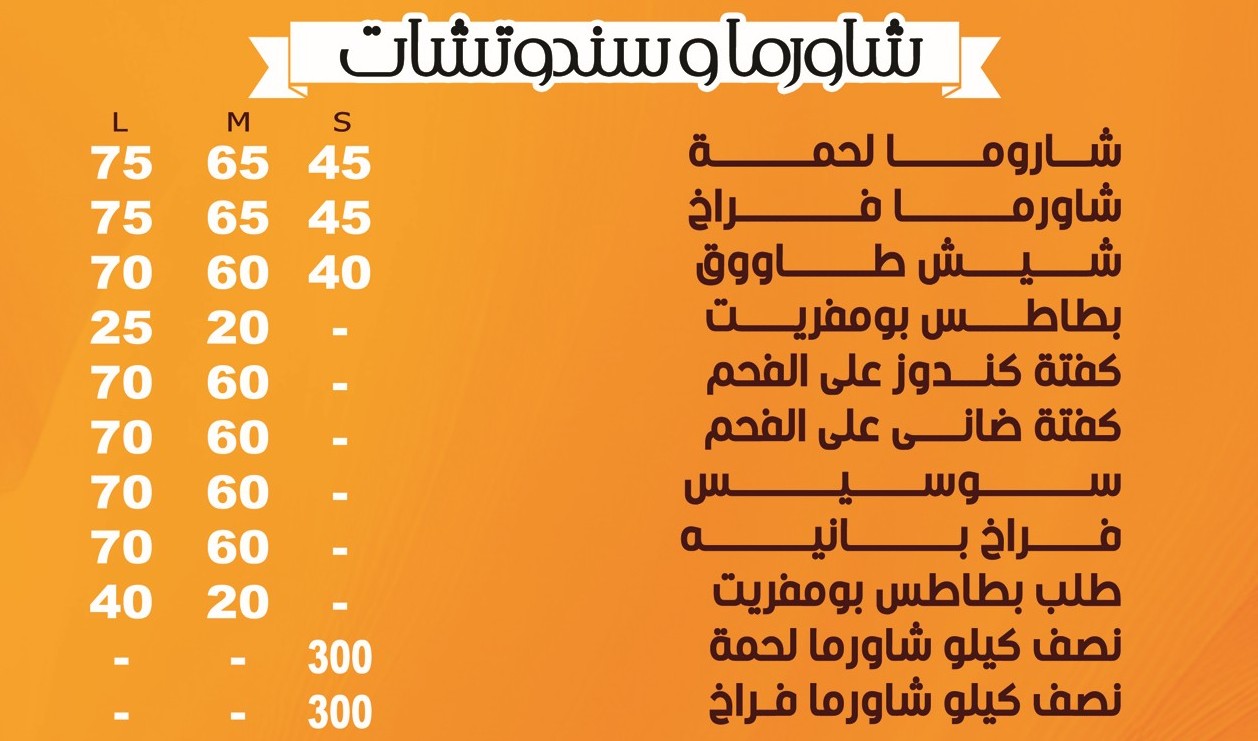 شاورما و سندوتشات
S M L
شاروما لحمة 45 65 75
شاورما فراخ 45 65 75
شيش طاووق 40 60 70
بطاطس بومفريت - 20 25
كفتة كندوز على الفحم - 60 70
كفتة ضانى على الفحم - 60 70
سوسيس - 60 70
فراخ بانيه - 60 70
طلب بطاطس بومفريت - 20 40
نصف كيلو شاورما لحمة 300 - -
نصف كيلو شاورما فراخ 300 - -